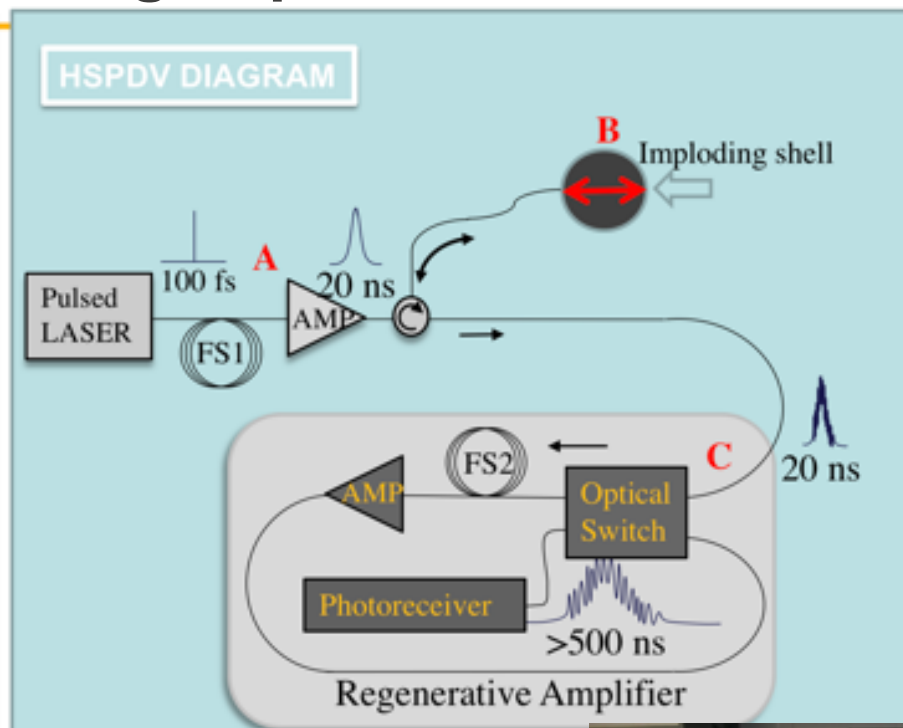 HSPDV DIAGRAM
B
Imploding shell
A
100 fs
20 ns
Pulsed
LASER
AMP
C
FS1
C
20 ns
FS2
AMP
Optical
Switch
Photoreceiver
>500 ns
Regenerative Amplifier